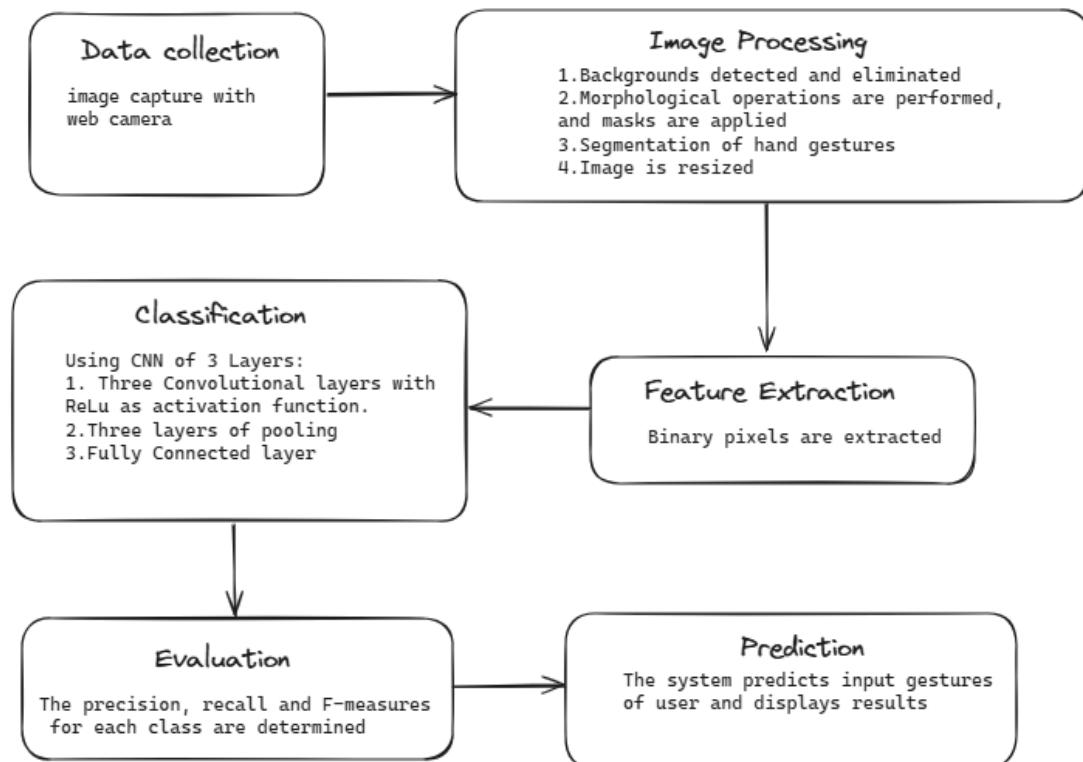 Data collection
image capture with
web camera
Image Processing
1.Backgrounds detected and eliminated
2.Morphological operations are performed,
and masks are applied
3.Segmentation of hand gestures
4.Image is resized
Feature Extraction
Binary pixels are extracted
Classification
Using CNN of 3 Layers:
1. Three Convolutional layers with
ReLu as activation function.
2.Three layers of pooling
3.Fully Connected layer
Evaluation
The precision, recall and F-measures
for each class are determined
Prediction
The system predicts input gestures
of user and displays results